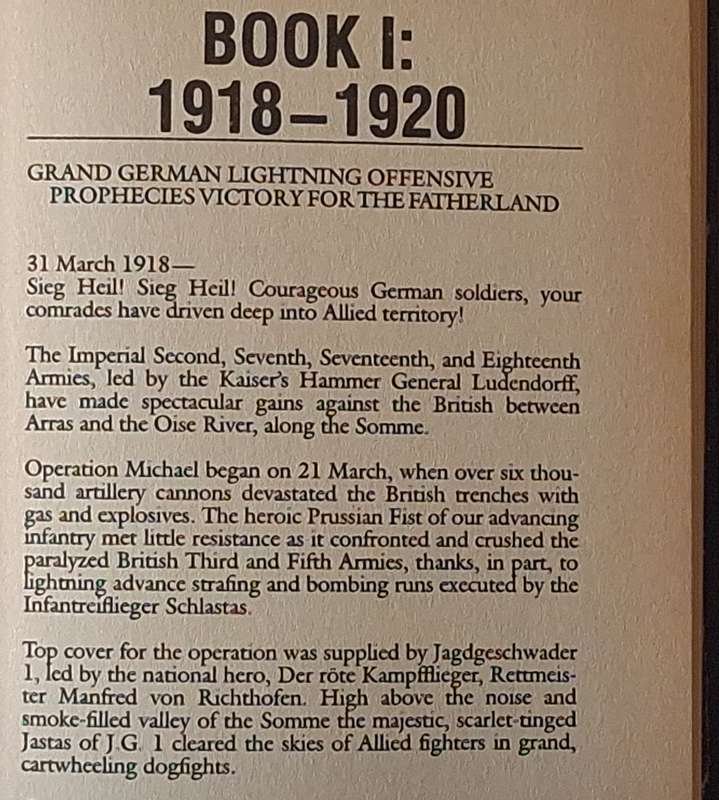 BOOK I:
1918–1920
GRAND GERMAN LIGHTNING OFFENSIVE
PROPHECIES VICTORY FOR THE FATHERLAND
31 March 1918—
Sieg Heil! Sieg Heil! Courageous German soldiers, your
comrades have driven deep into Allied territory!
The Imperial Second, Seventh, Seventeenth, and Eighteenth
Armies, led by the Kaiser's Hammer General Ludendorff,
have made spectacular gains against the British between
Arras and the Oise River, along the Somme.
Operation Michael began on 21 March, when over six thou-
sand artillery cannons devastated the British trenches with
gas and explosives. The heroic Prussian Fist of our advancing
infantry met little resistance as it confronted and crushed the
paralyzed British Third and Fifth Armies, thanks, in part, to
lightning advance strafing and bombing runs executed by the
Infantreiflieger Schlastas.
Top cover for the operation was supplied by Jagdgeschwader
1, led by the national hero, Der röte Kampfflieger, Rettmeis-
ter Manfred von Richthofen. High above the noise and
smoke-filled valley of the Somme the majestic, scarlet-tinged
Jastas of J.G. 1 cleared the skies of Allied fighters in grand,
cartwheeling dogfights.